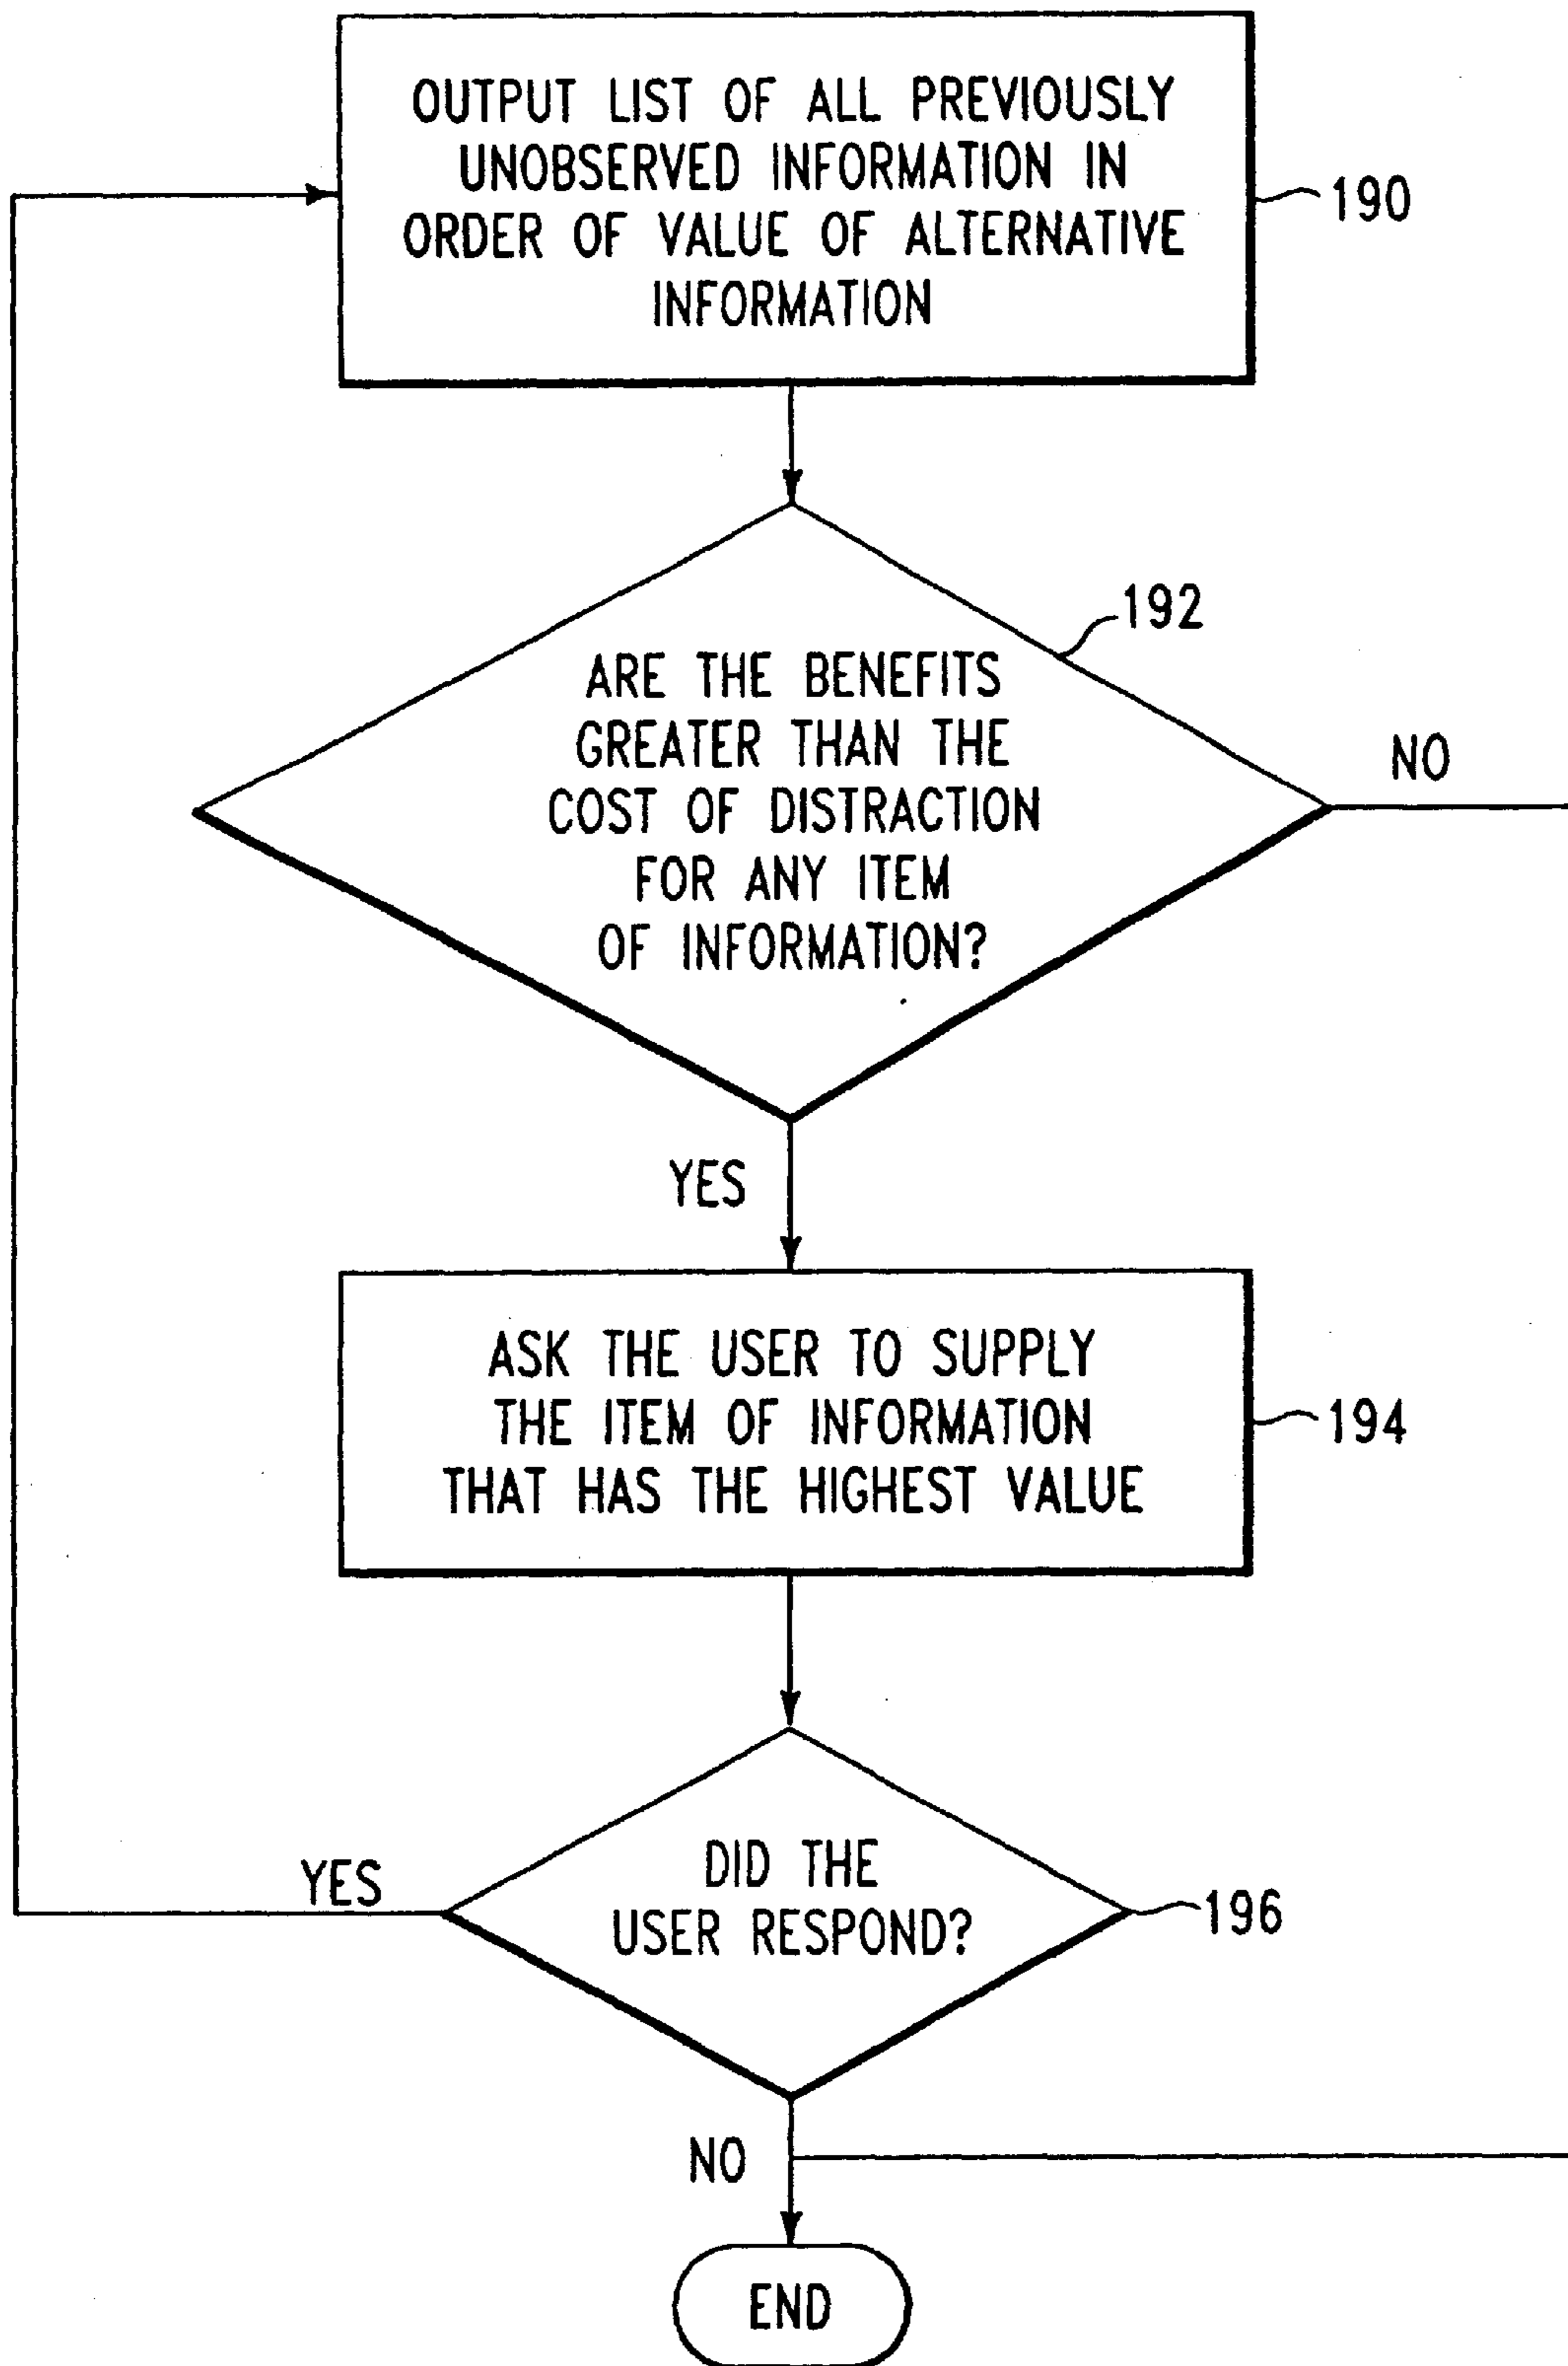 OUTPUT LIST OF ALL PREVIOUSLY
UNOBSERVED INFORMATION IN
ORDER OF VALUE OF ALTERNATIVE
INFORMATION
190
192
ARE THE BENEFITS
GREATER THAN THE
COST OF DISTRACTION
FOR ANY ITEM
OF INFORMATION?
NO
YES
ASK THE USER TO SUPPLY
THE ITEM OF INFORMATION
THAT HAS THE HIGHEST VALUE
194
DID THE
USER RESPOND?
YES
196
NO
END